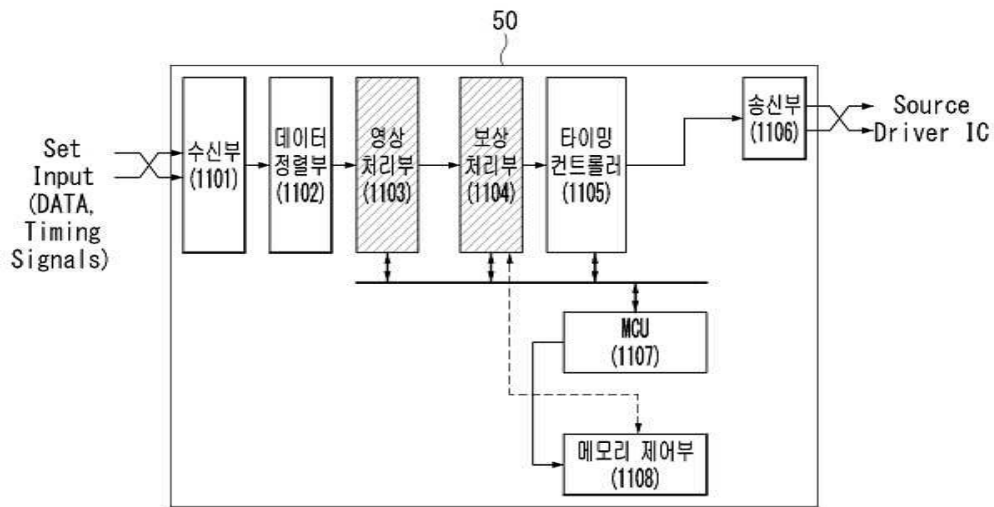 50
Set
Input
(DATA,
Timing
Signals)
수신부
(1101)
데이터
정렬부
(1102)
영상
처리부
(1103)
보상
처리부
(1104)
타이밍
컨트롤러
(1105)
송신부
(1106)
Source
Driver IC
MCU
(1107)
메모리 제어부
(1108)